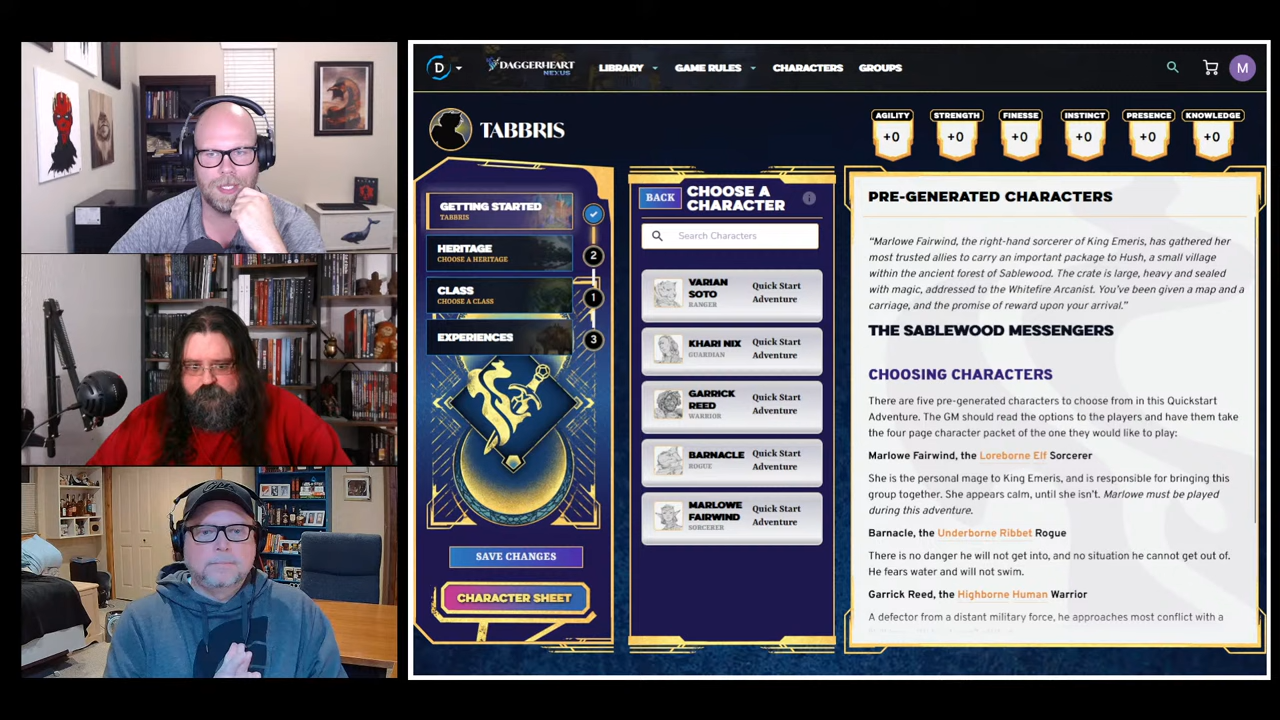 D
DAGGERHEART
NEXUS
LIBRARY
GAME RULES
CHARACTERS
GROUPS
M
TABBRIS
AGILITY
+0
STRENGTH
+0
FINESSE
+0
INSTINCT
+0
PRESENCE
+0
KNOWLEDGE
+0
GETTING STARTED
TABBRIS
HERITAGE
CHOOSE A HERITAGE
2
CLASS
CHOOSE A CLASS
1
EXPERIENCES
3
SAVE CHANGES
CHARACTER SHEET
BACK
CHOOSE A
CHARACTER
Search Characters
VARIAN
SOTO
RANGER
Quick Start
Adventure
KHARI NIX
GUARDIAN
Quick Start
Adventure
GARRICK
REED
WARRIOR
Quick Start
Adventure
BARNACLE
ROGUE
Quick Start
Adventure
MARLOWE
FAIRWIND
SORCERER
Quick Start
Adventure
PRE-GENERATED CHARACTERS
“Marlowe Fairwind, the right-hand sorcerer of King Emeris, has gathered her
most trusted allies to carry an important package to Hush, a small village
within the ancient forest of Sablewood. The crate is large, heavy and sealed
with magic, addressed to the Whitefire Arcanist. You’ve been given a map and a
carriage, and the promise of reward upon your arrival.”
THE SABLEWOOD MESSENGERS
CHOOSING CHARACTERS
There are five pre-generated characters to choose from in this Quickstart
Adventure. The GM should read the options to the players and have them take
the four page character packet of the one they would like to play:
Marlowe Fairwind, the Loreborne Elf Sorcerer
She is the personal mage to King Emeris, and is responsible for bringing this
group together. She appears calm, until she isn’t. Marlowe must be played
during this adventure.
Barnacle, the Underborne Ribbet Rogue
There is no danger he will not get into, and no situation he cannot get out of.
He fears water and will not swim.
Garrick Reed, the Highborne Human Warrior
A defector from a distant military force, he approaches most conflict with a